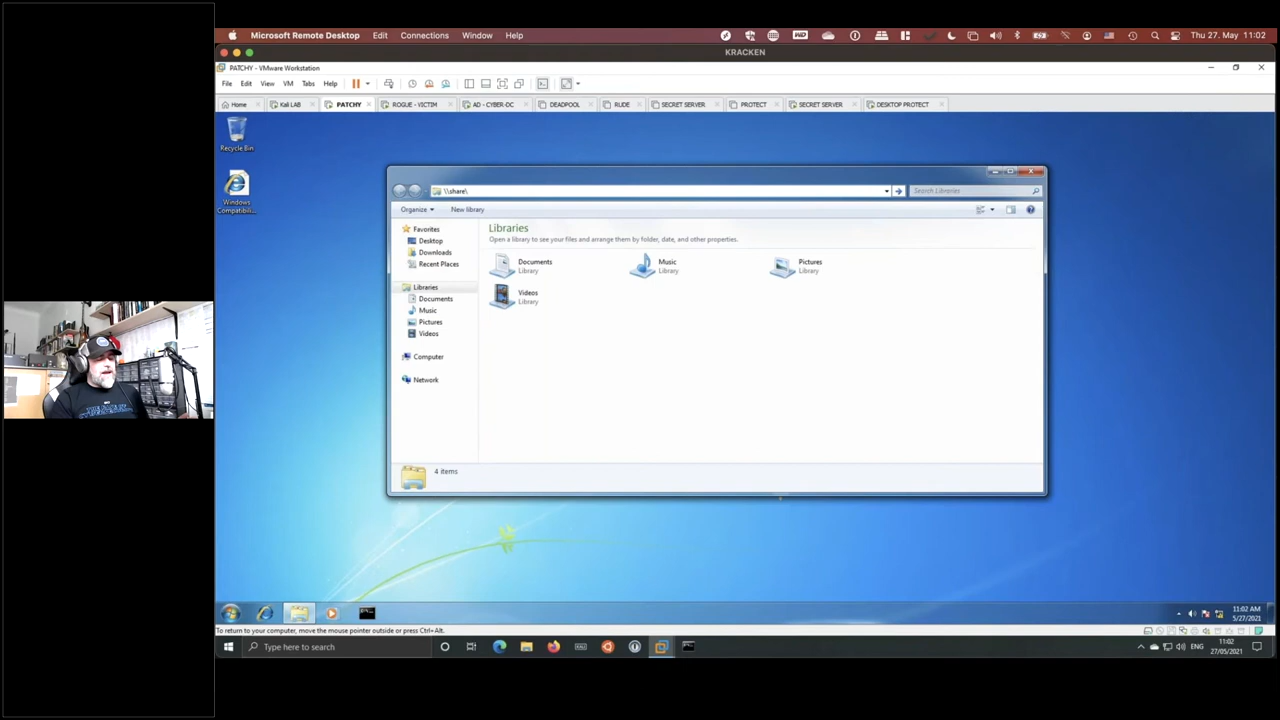 Microsoft Remote Desktop Edit Connections Window Help
Thu 27. May 11:02
KRACKEN
PATCHY - VMware Workstation
File Edit View VM Tabs Help
Home Kali LAB PATCHY ROGUE - VICTIM AD - CYBER-DC DEADPOOL RUDE SECRET SERVER PROTECT SECRET SERVER DESKTOP PROTECT
Recycle Bin
Windows
Compatibili...
\\share\
Search Libraries
Organize New library
Favorites
Desktop
Downloads
Recent Places
Libraries
Documents
Music
Pictures
Videos
Computer
Network
Libraries
Open a library to see your files and arrange them by folder, date, and other properties.
Documents
Library
Music
Library
Pictures
Library
Videos
Library
4 items
11:02 AM
5/27/2021
To return to your computer, move the mouse pointer outside or press Ctrl+Alt.
Type here to search
ENG
11:02
27/05/2021